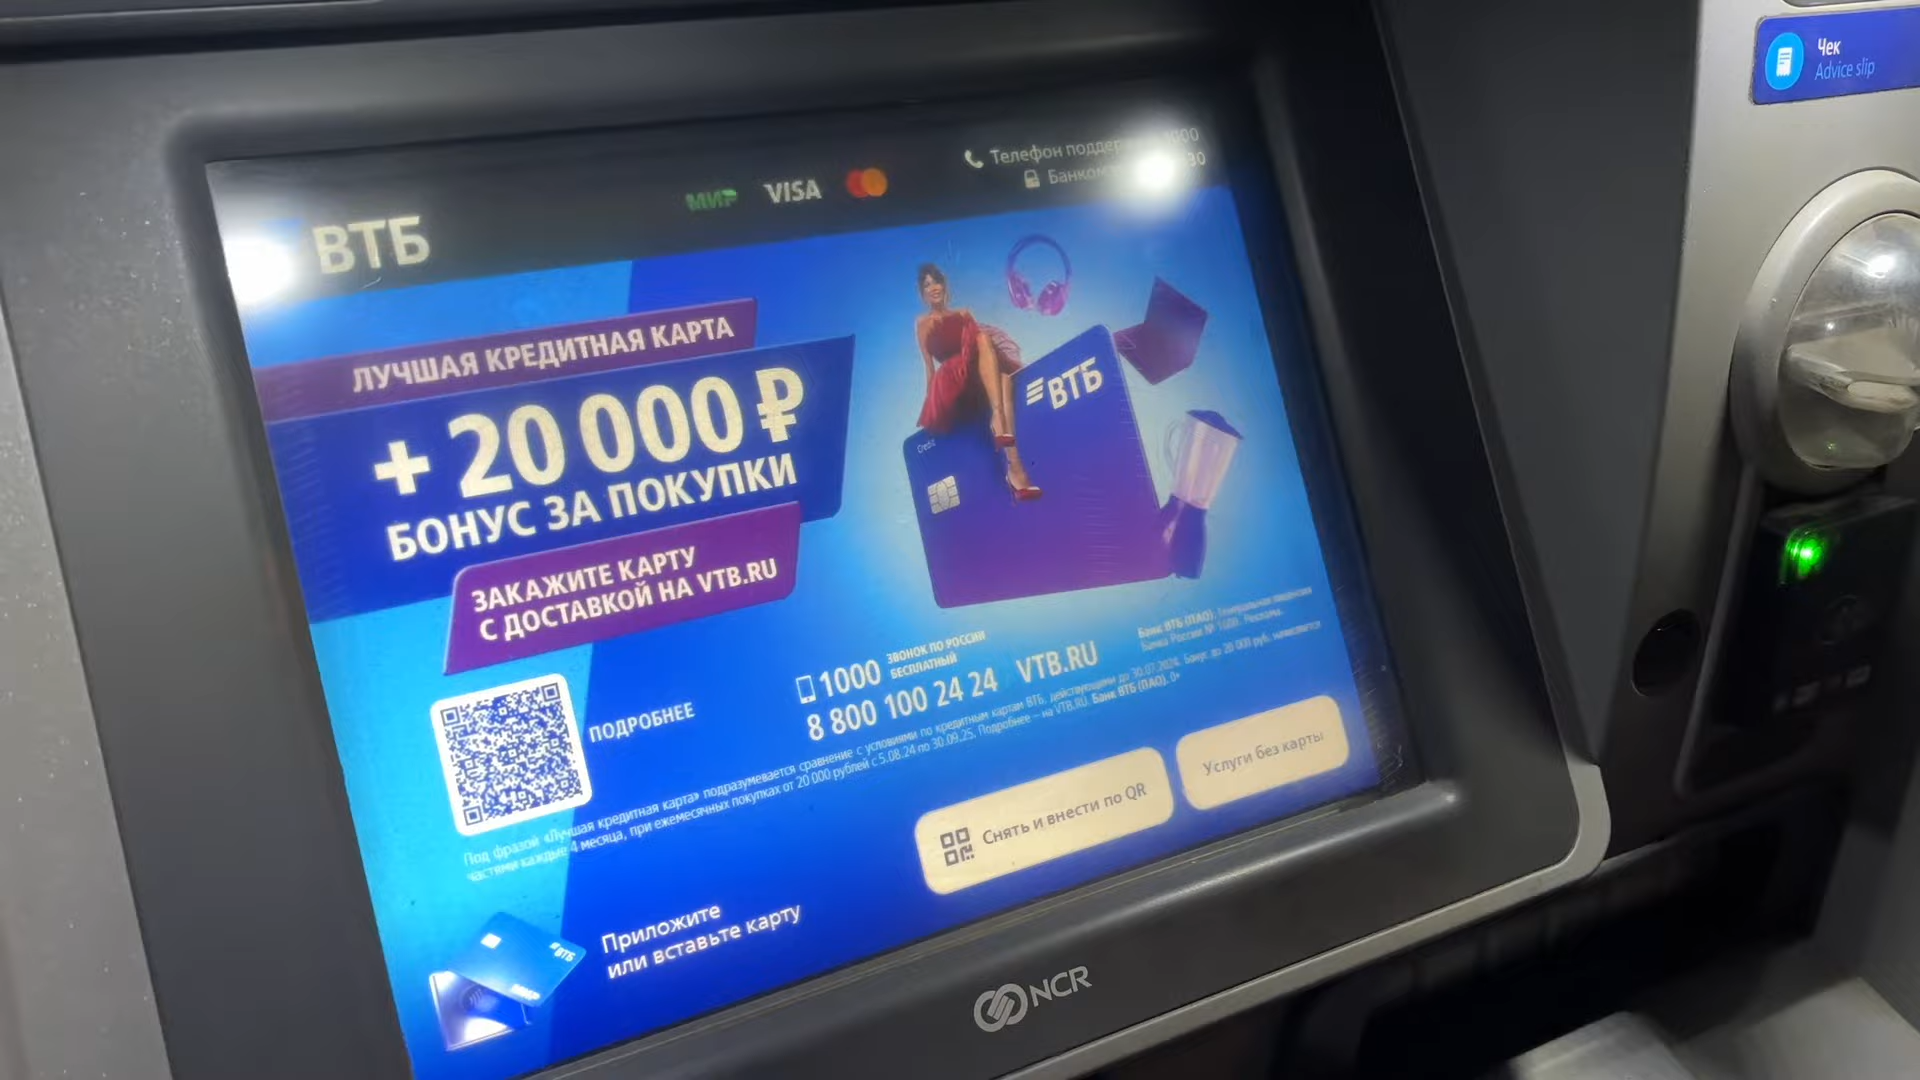 Чек
Advice slip
ВТБ
МИР
VISA
Телефон
ЛУЧШАЯ КРЕДИТНАЯ КАРТА
+ 20 000 ₽
БОНУС ЗА ПОКУПКИ
ЗАКАЖИТЕ КАРТУ
С ДОСТАВКОЙ НА VTB.RU
ВТБ
Credit
ПОДРОБНЕЕ
1000 ЗВОНОК ПО РОССИИ
БЕСПЛАТНЫЙ
8 800 100 24 24 VTB.RU
Банк ВТБ (ПАО). Генеральная лицензия
Банка России № 1000. Реклама.
Под фразой «Лучшая кредитная карта» подразумевается сравнение с условиями по кредитным картам ВТБ, действующими до 30.07.2024. Бонус до 20 000 руб. начисляется
частями каждые 4 месяца, при ежемесячных покупках от 20 000 рублей с 5.08.24 по 30.09.25. Подробнее – на VTB.RU. Банк ВТБ (ПАО). 0+
Снять и внести по QR
Услуги без карты
Приложите
или вставьте карту
ВТБ
МИР
NCR